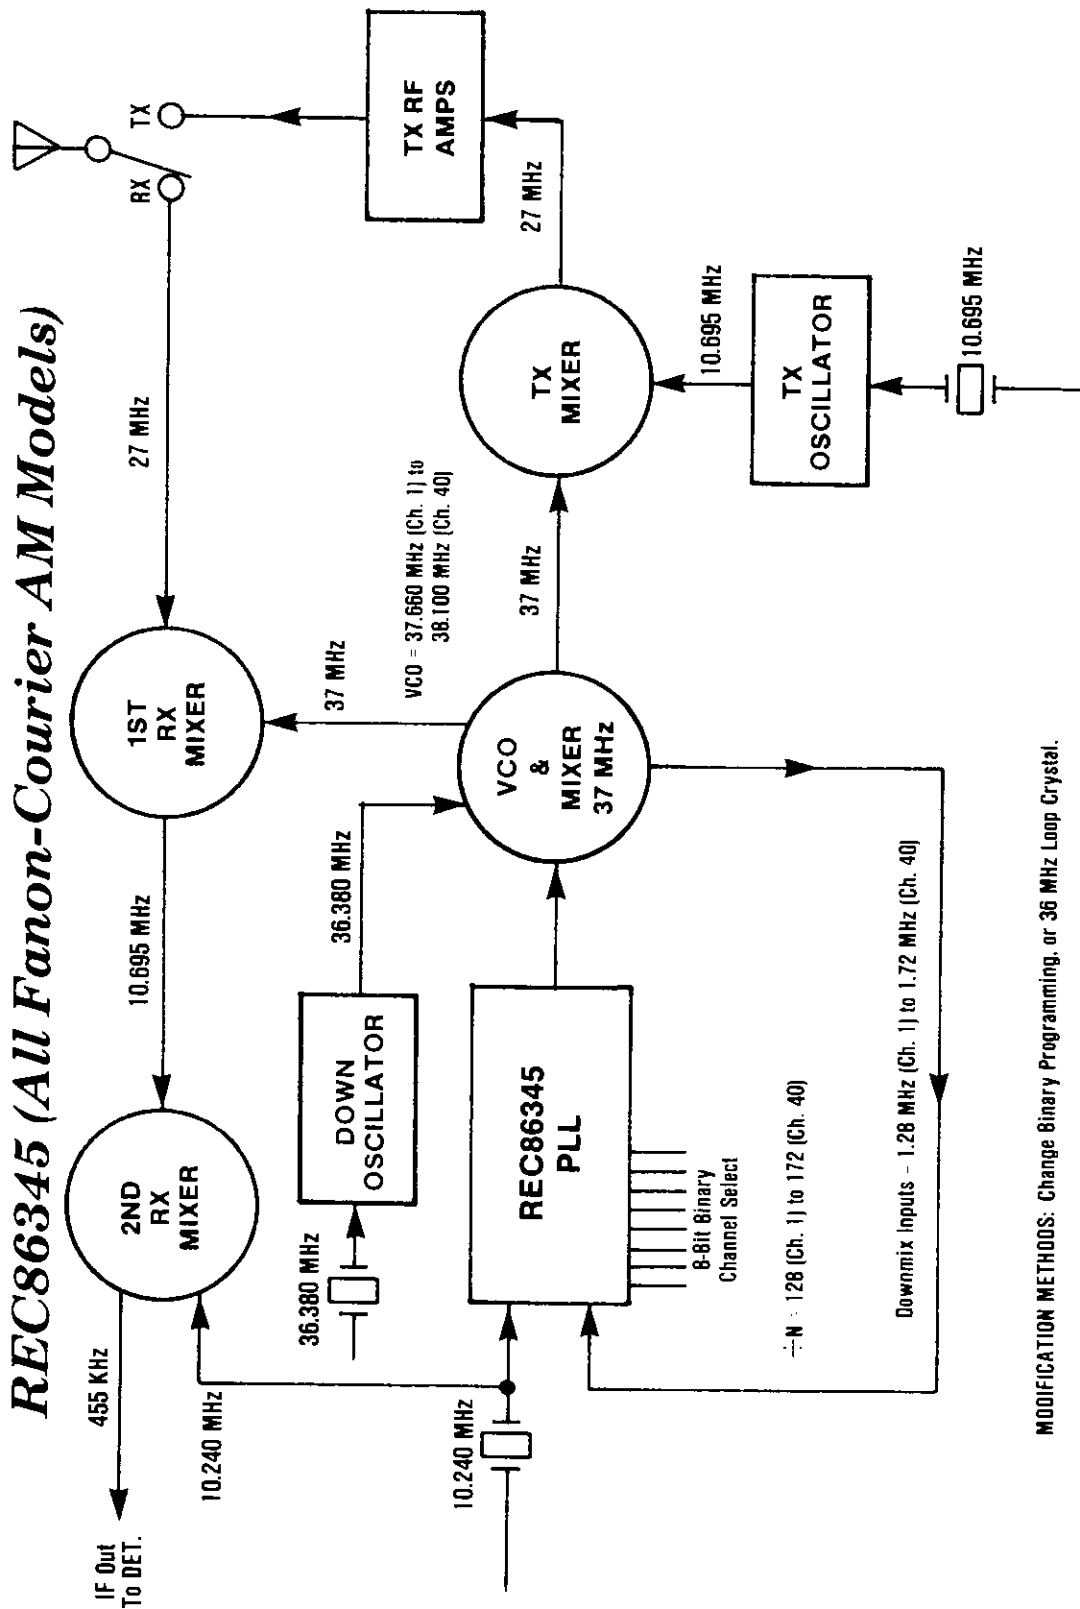 REC86345 (All Fanon-Courier AM Models)
IF Out
To DET.
455 KHz
2ND
RX
MIXER
10.695 MHz
1ST
RX
MIXER
27 MHz
RX
TX
10.240 MHz
36.380 MHz
DOWN
OSCILLATOR
36.380 MHz
37 MHz
VCO = 37.660 MHz (Ch. 1) to
38.100 MHz (Ch. 40)
TX RF
AMPS
10.240 MHz
REC86345
PLL
VCO
&
MIXER
37 MHz
37 MHz
TX
MIXER
27 MHz
8-Bit Binary
Channel Select
10.695 MHz
÷N = 128 (Ch. 1) to 172 (Ch. 40)
TX
OSCILLATOR
Downmix Inputs - 1.28 MHz (Ch. 1) to 1.72 MHz (Ch. 40)
10.695 MHz
MODIFICATION METHODS: Change Binary Programming, or 36 MHz Loop Crystal.